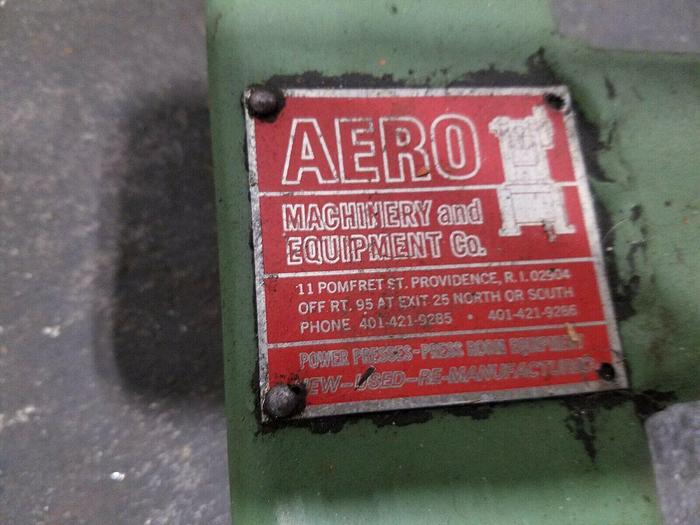 AERO
MACHINERY and
EQUIPMENT Co.
11 POMFRET ST. PROVIDENCE, R. I. 02904
OFF RT. 95 AT EXIT 25 NORTH OR SOUTH
PHONE 401-421-9285 • 401-421-9286
POWER PRESSES-PRESS ROOM EQUIPMENT
NEW-USED-RE-MANUFACTURED